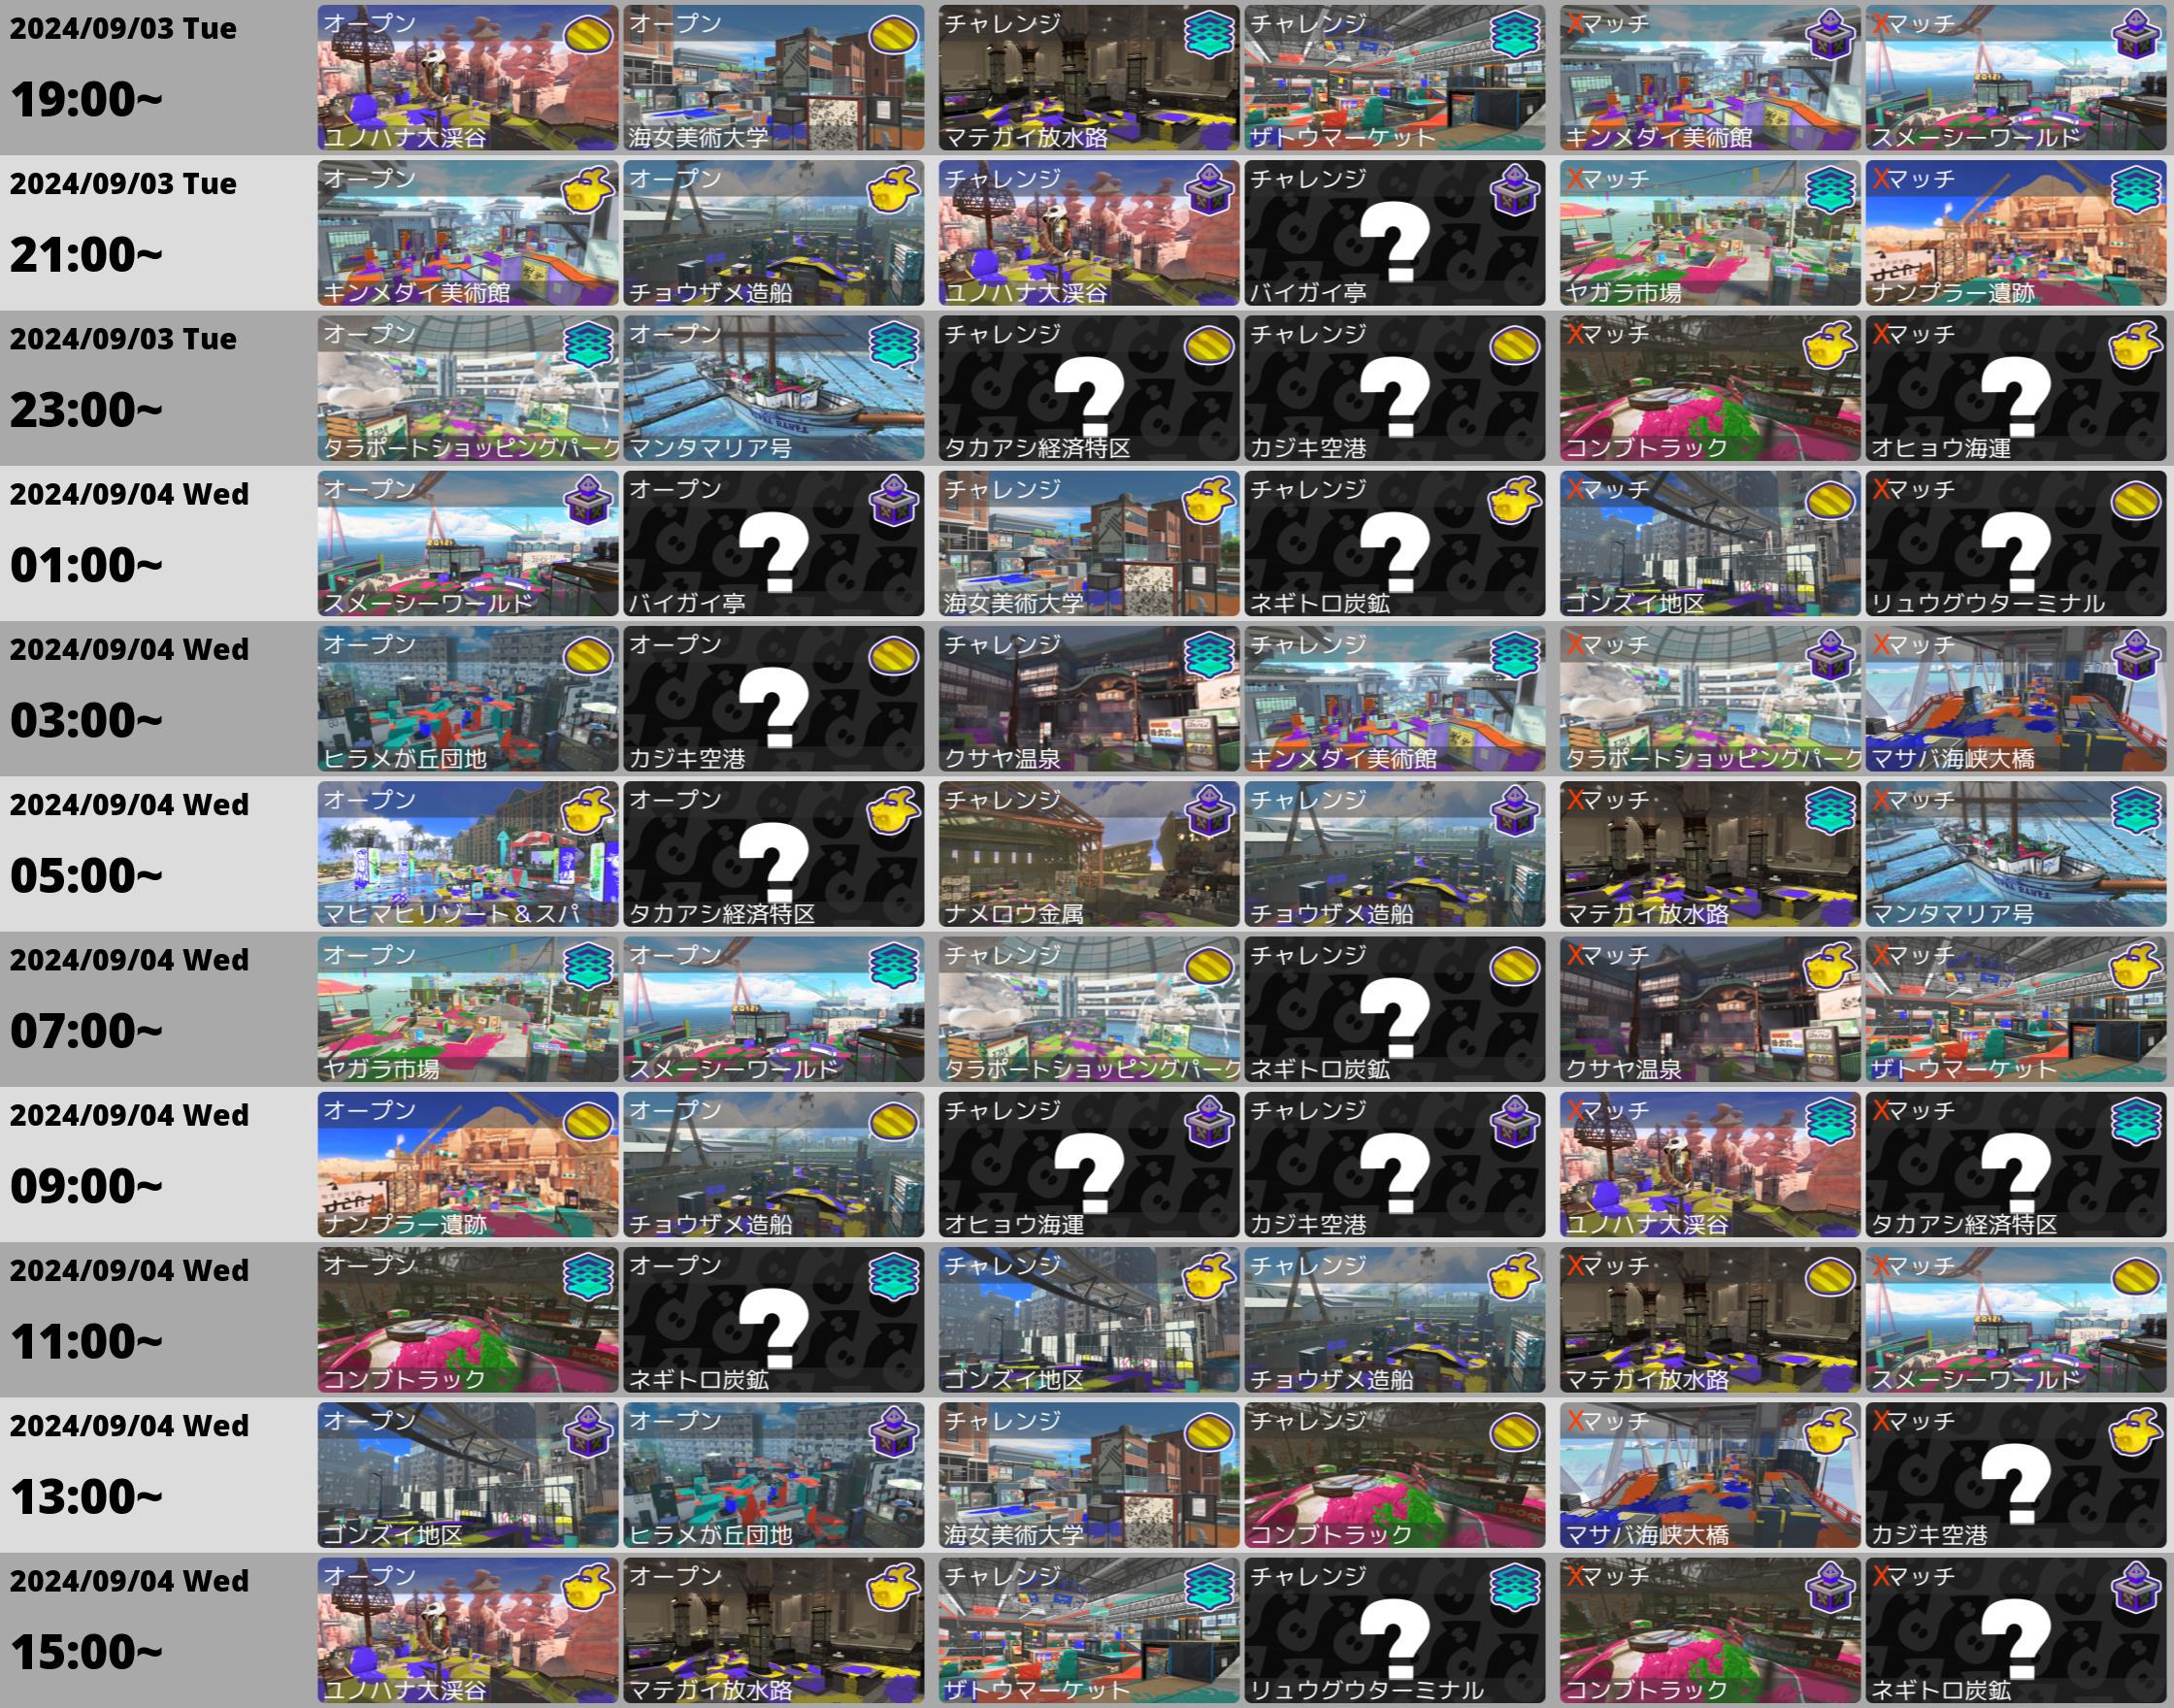 2024/09/03 Tue
19:00~
オープン
ユノハナ大渓谷
オープン
海女美術大学
チャレンジ
マテガイ放水路
チャレンジ
ザトウマーケット
Xマッチ
キンメダイ美術館
Xマッチ
スメーシーワールド
2024/09/03 Tue
21:00~
オープン
キンメダイ美術館
オープン
チョウザメ造船
チャレンジ
ユノハナ大渓谷
チャレンジ
?
バイガイ亭
Xマッチ
ヤガラ市場
Xマッチ
ナンプラー遺跡
2024/09/03 Tue
23:00~
オープン
タラポートショッピングパーク
オープン
マンタマリア号
チャレンジ
?
タカアシ経済特区
チャレンジ
?
カジキ空港
Xマッチ
コンブトラック
Xマッチ
?
オヒョウ海運
2024/09/04 Wed
01:00~
オープン
スメーシーワールド
オープン
?
バイガイ亭
チャレンジ
海女美術大学
チャレンジ
?
ネギトロ炭鉱
Xマッチ
ゴンズイ地区
Xマッチ
?
リュウグウターミナル
2024/09/04 Wed
03:00~
オープン
ヒラメが丘団地
オープン
?
カジキ空港
チャレンジ
クサヤ温泉
チャレンジ
キンメダイ美術館
Xマッチ
タラポートショッピングパーク
Xマッチ
マサバ海峡大橋
2024/09/04 Wed
05:00~
オープン
マヒマヒリゾート&スパ
オープン
?
タカアシ経済特区
チャレンジ
ナメロウ金属
チャレンジ
チョウザメ造船
Xマッチ
マテガイ放水路
Xマッチ
マンタマリア号
2024/09/04 Wed
07:00~
オープン
ヤガラ市場
オープン
スメーシーワールド
チャレンジ
タラポートショッピングパーク
チャレンジ
?
ネギトロ炭鉱
Xマッチ
クサヤ温泉
Xマッチ
ザトウマーケット
2024/09/04 Wed
09:00~
オープン
ナンプラー遺跡
オープン
チョウザメ造船
チャレンジ
?
オヒョウ海運
チャレンジ
?
カジキ空港
Xマッチ
ユノハナ大渓谷
Xマッチ
?
タカアシ経済特区
2024/09/04 Wed
11:00~
オープン
コンブトラック
オープン
?
ネギトロ炭鉱
チャレンジ
ゴンズイ地区
チャレンジ
チョウザメ造船
Xマッチ
マテガイ放水路
Xマッチ
スメーシーワールド
2024/09/04 Wed
13:00~
オープン
ゴンズイ地区
オープン
ヒラメが丘団地
チャレンジ
海女美術大学
チャレンジ
コンブトラック
Xマッチ
マサバ海峡大橋
Xマッチ
?
カジキ空港
2024/09/04 Wed
15:00~
オープン
ユノハナ大渓谷
オープン
マテガイ放水路
チャレンジ
ザトウマーケット
チャレンジ
?
リュウグウターミナル
Xマッチ
コンブトラック
Xマッチ
?
ネギトロ炭鉱